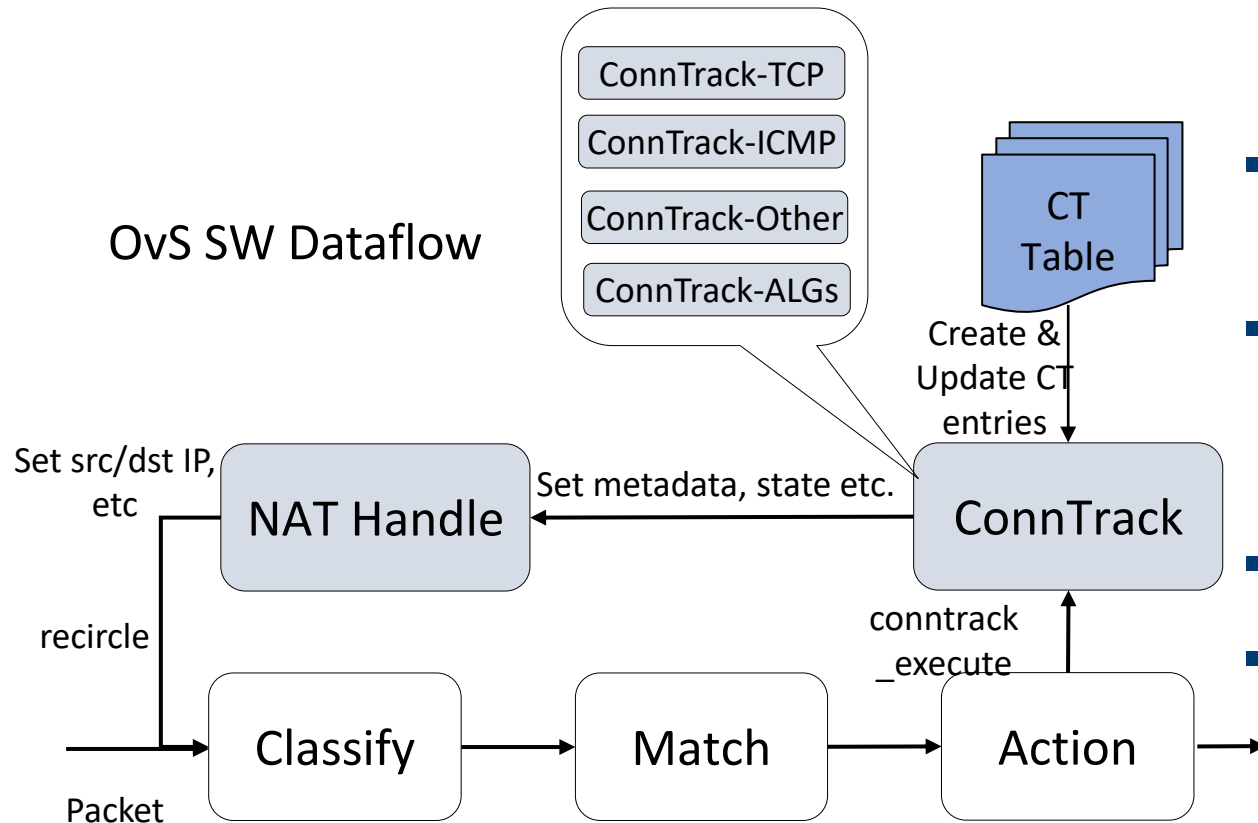 ConnTrack-TCP
ConnTrack-ICMP
ConnTrack-Other
ConnTrack-ALGs
CT
Table
OvS SW Dataflow
Create &
Update CT
entries
Set src/dst IP,
etc
NAT Handle
Set metadata, state etc.
ConnTrack
recircle
conntrack
_execute
Classify
Match
Action
Packet